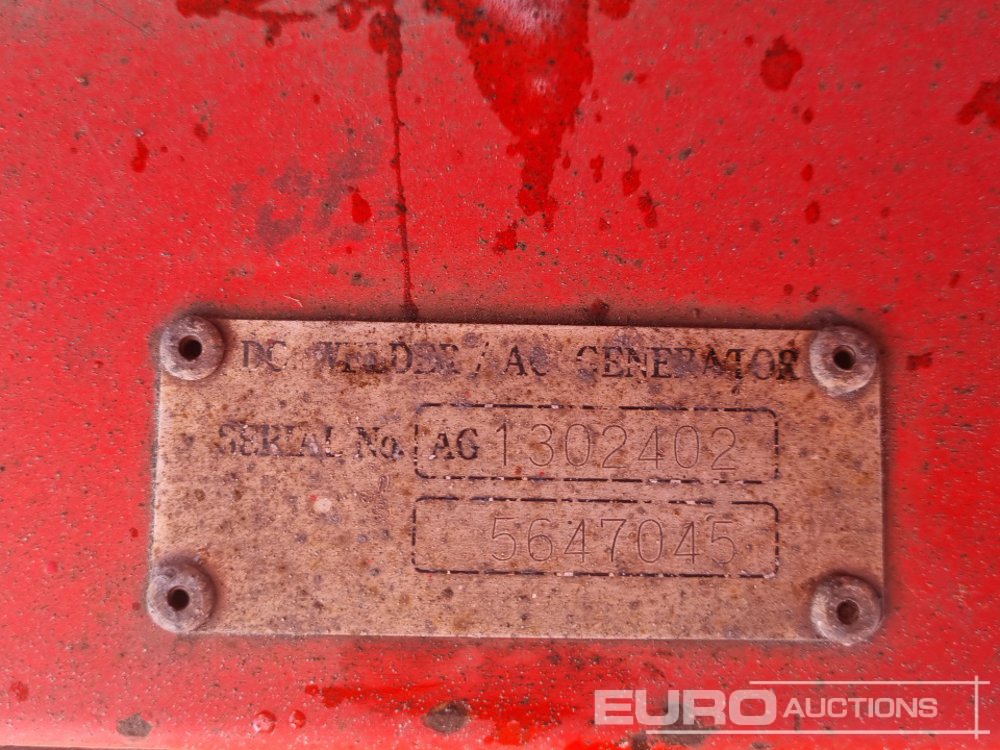 DC WELDER / AC GENERATOR
SERIAL No. AG 1302402
5647045
EURO AUCTIONS